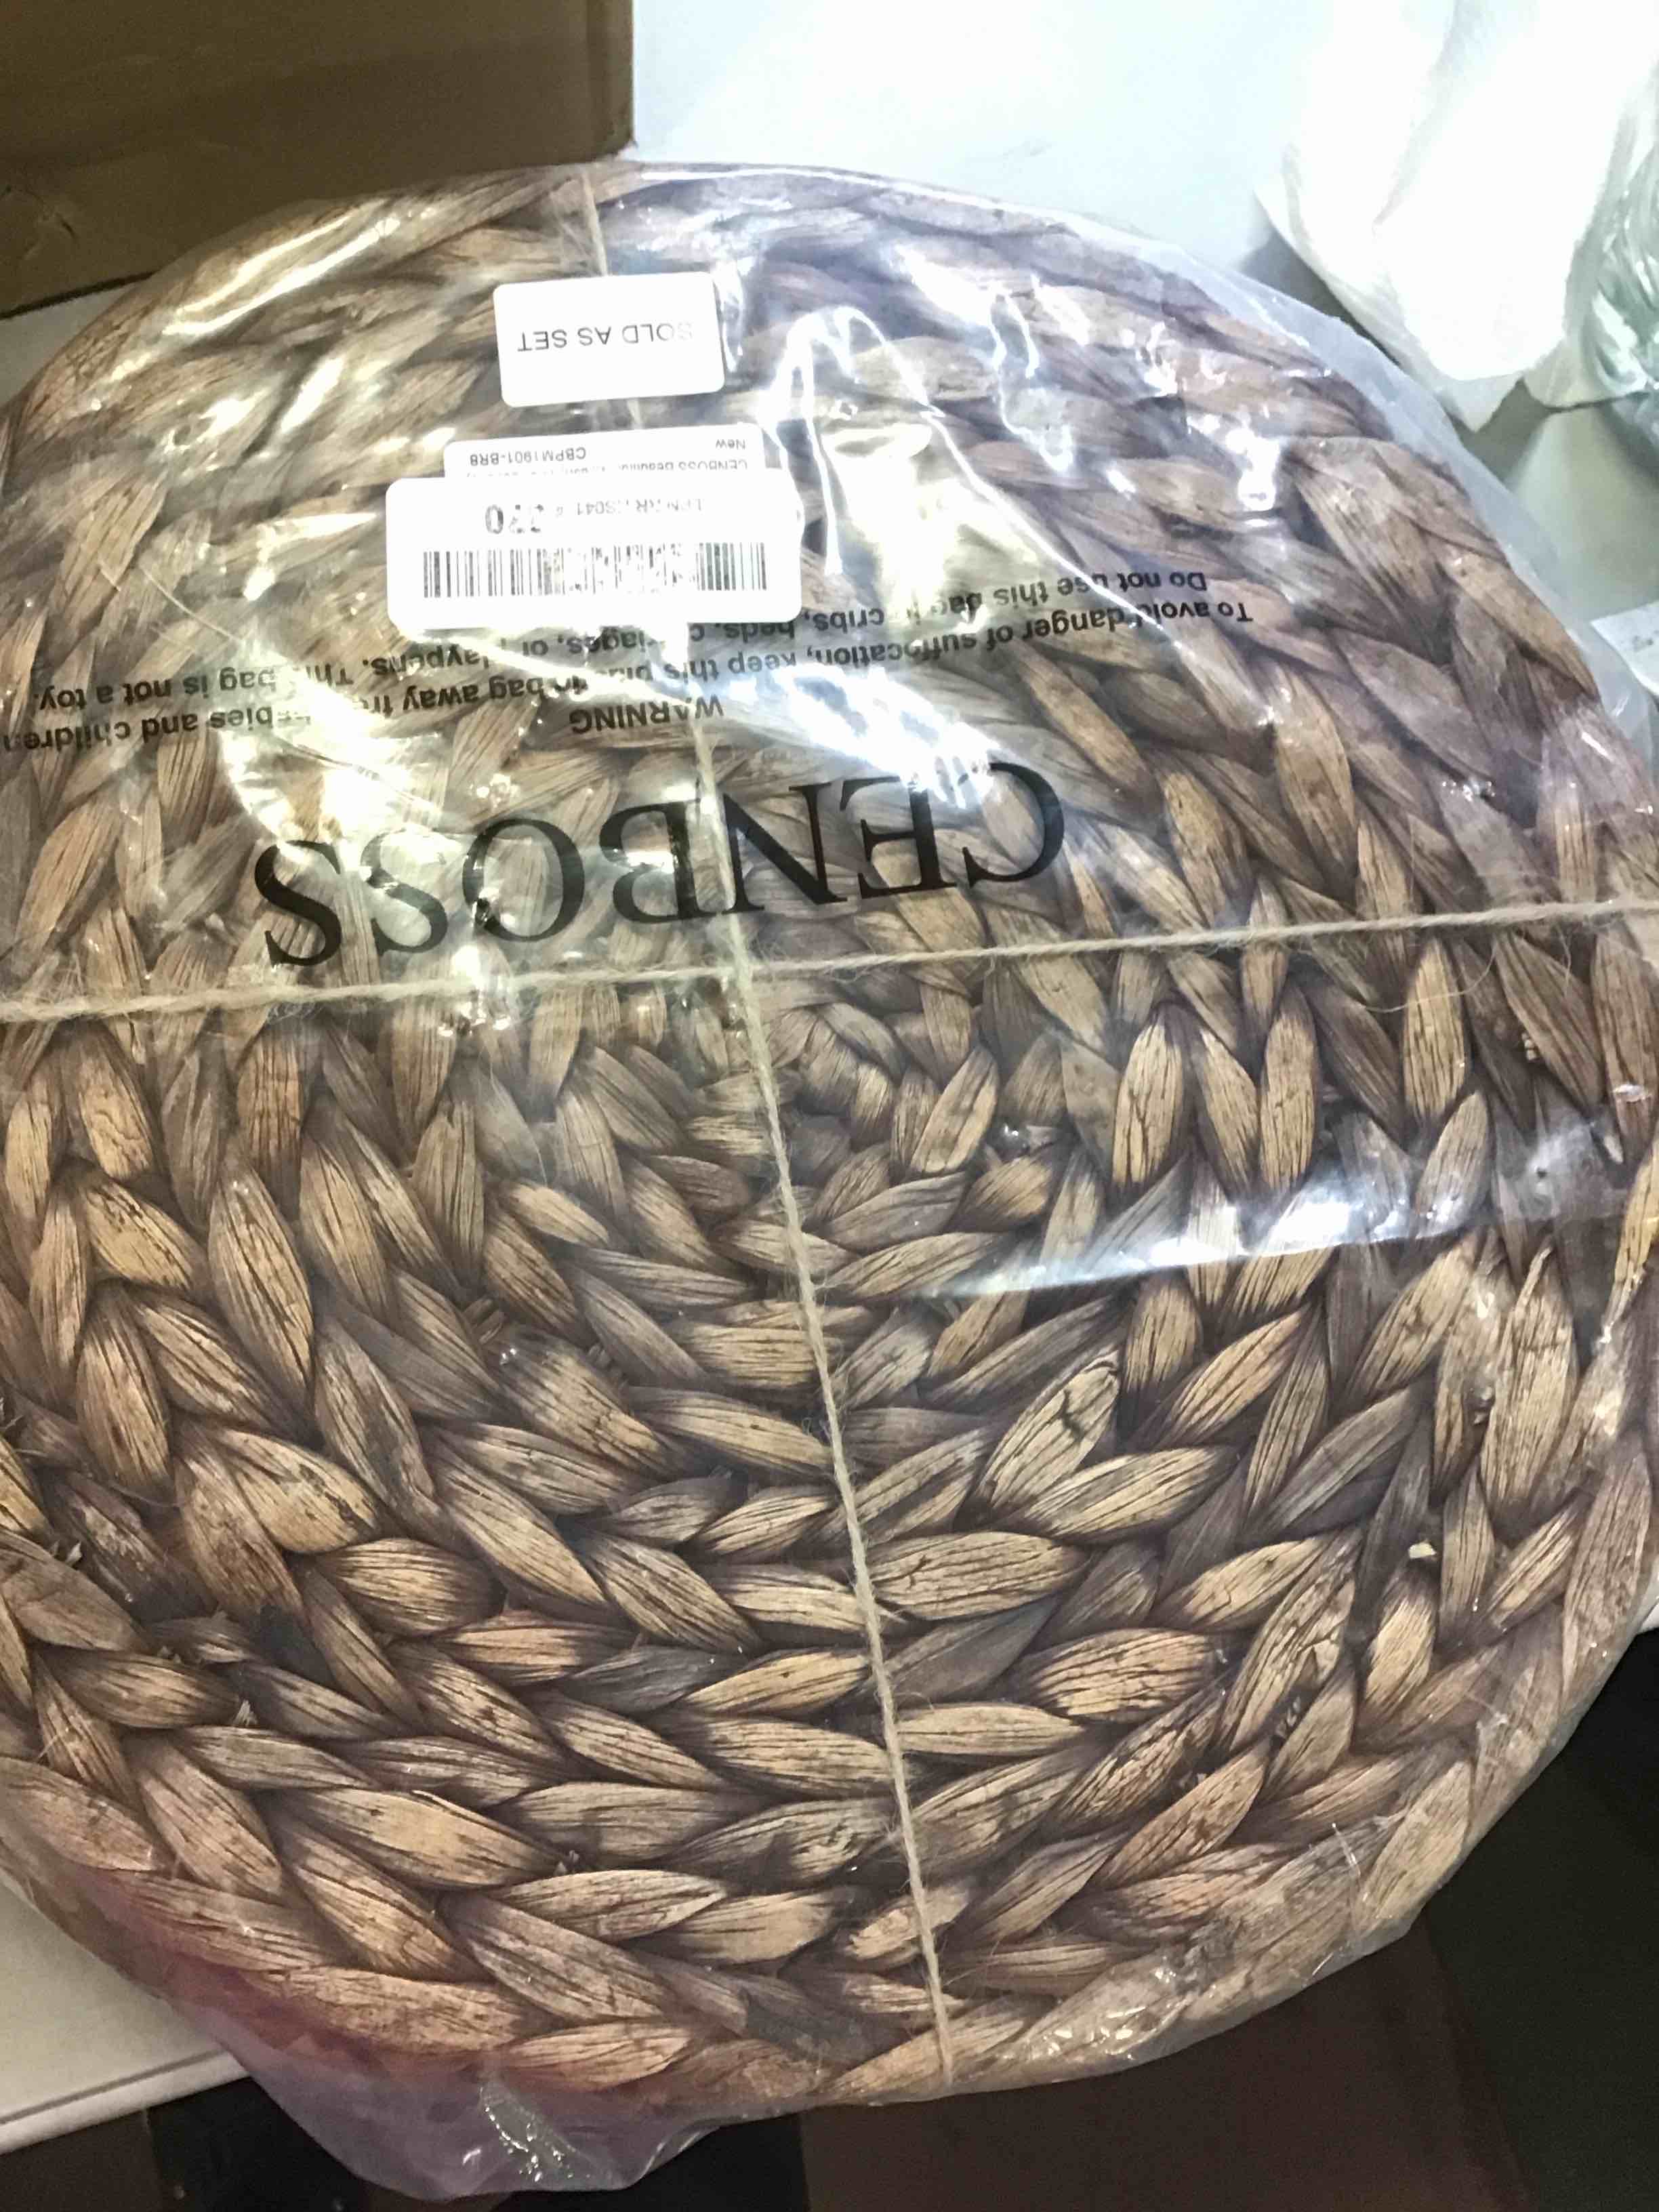 CENBOSS
WARNING
To avoid danger of suffocation, keep this plastic bag away from babies and children.
Do not use this bag in cribs, beds, carriages, or playpens. This bag is not a toy.
New
CBPM1901-BRB
SOLD AS SET